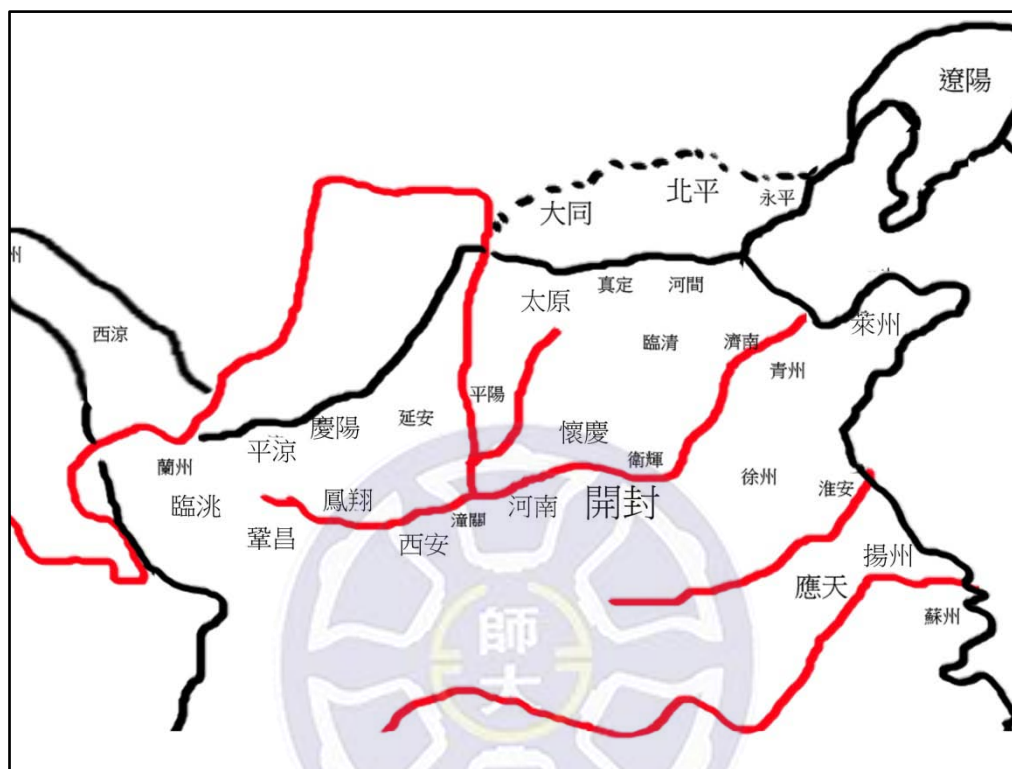 遼陽
北平
永平
大同
州
真定
河間
太原
萊州
西涼
臨清
濟南
青州
平陽
延安
慶陽
平涼
懷慶
衛輝
蘭州
徐州
淮安
臨洮
鳳翔
河南
開封
潼關
鞏昌
西安
揚州
應天
蘇州
師
大